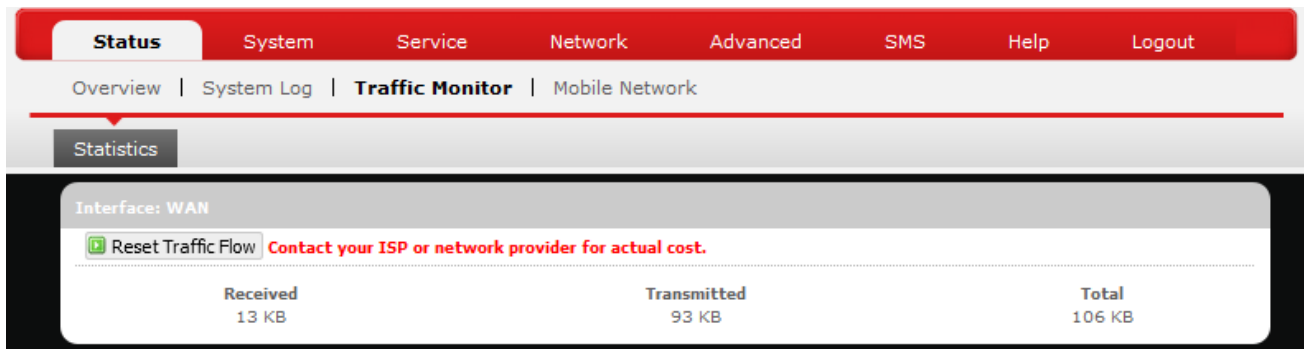 Status System Service Network Advanced SMS Help Logout
Overview | System Log | Traffic Monitor | Mobile Network
Statistics
Interface: WAN
Reset Traffic Flow Contact your ISP or network provider for actual cost.
Received Transmitted Total
13 KB 93 KB 106 KB